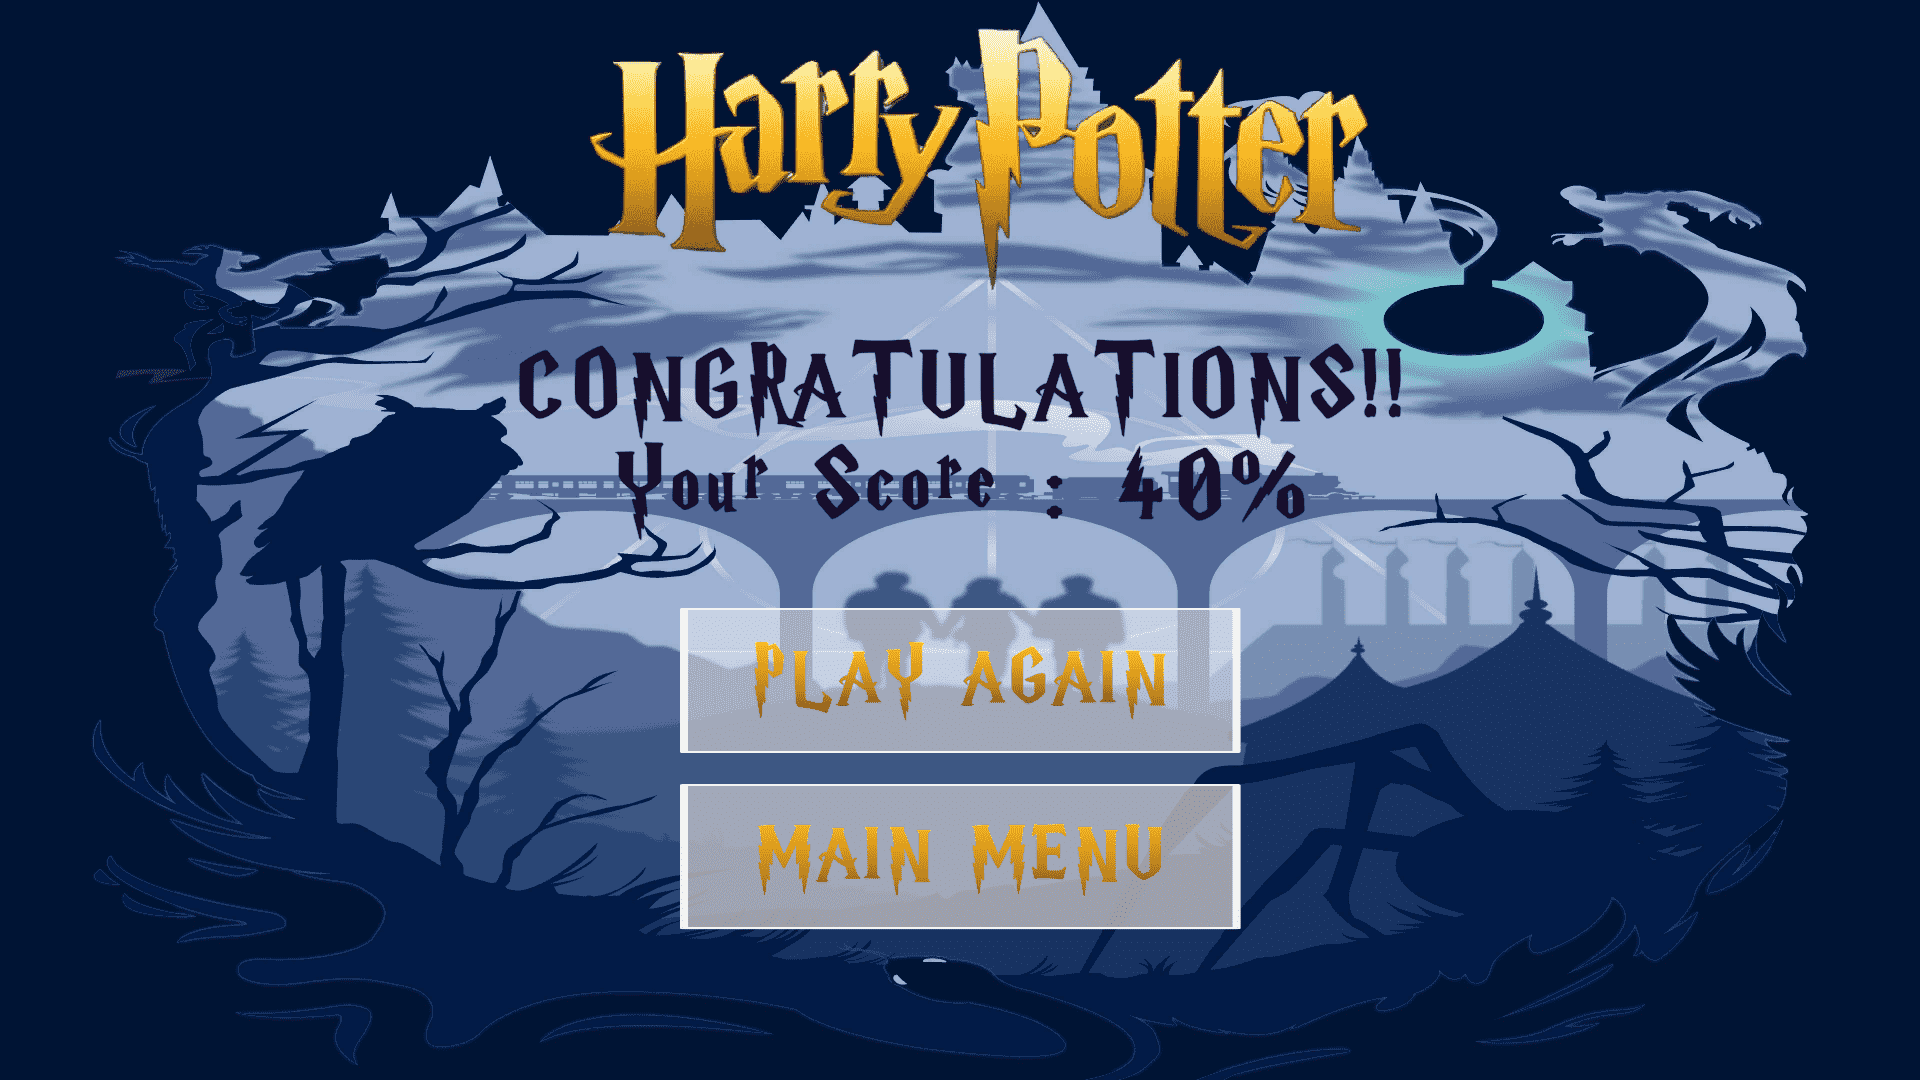 Harry Potter
CONGRATULATIONS!!
Your Score : 40%
PLAY AGAIN
MAIN MENU